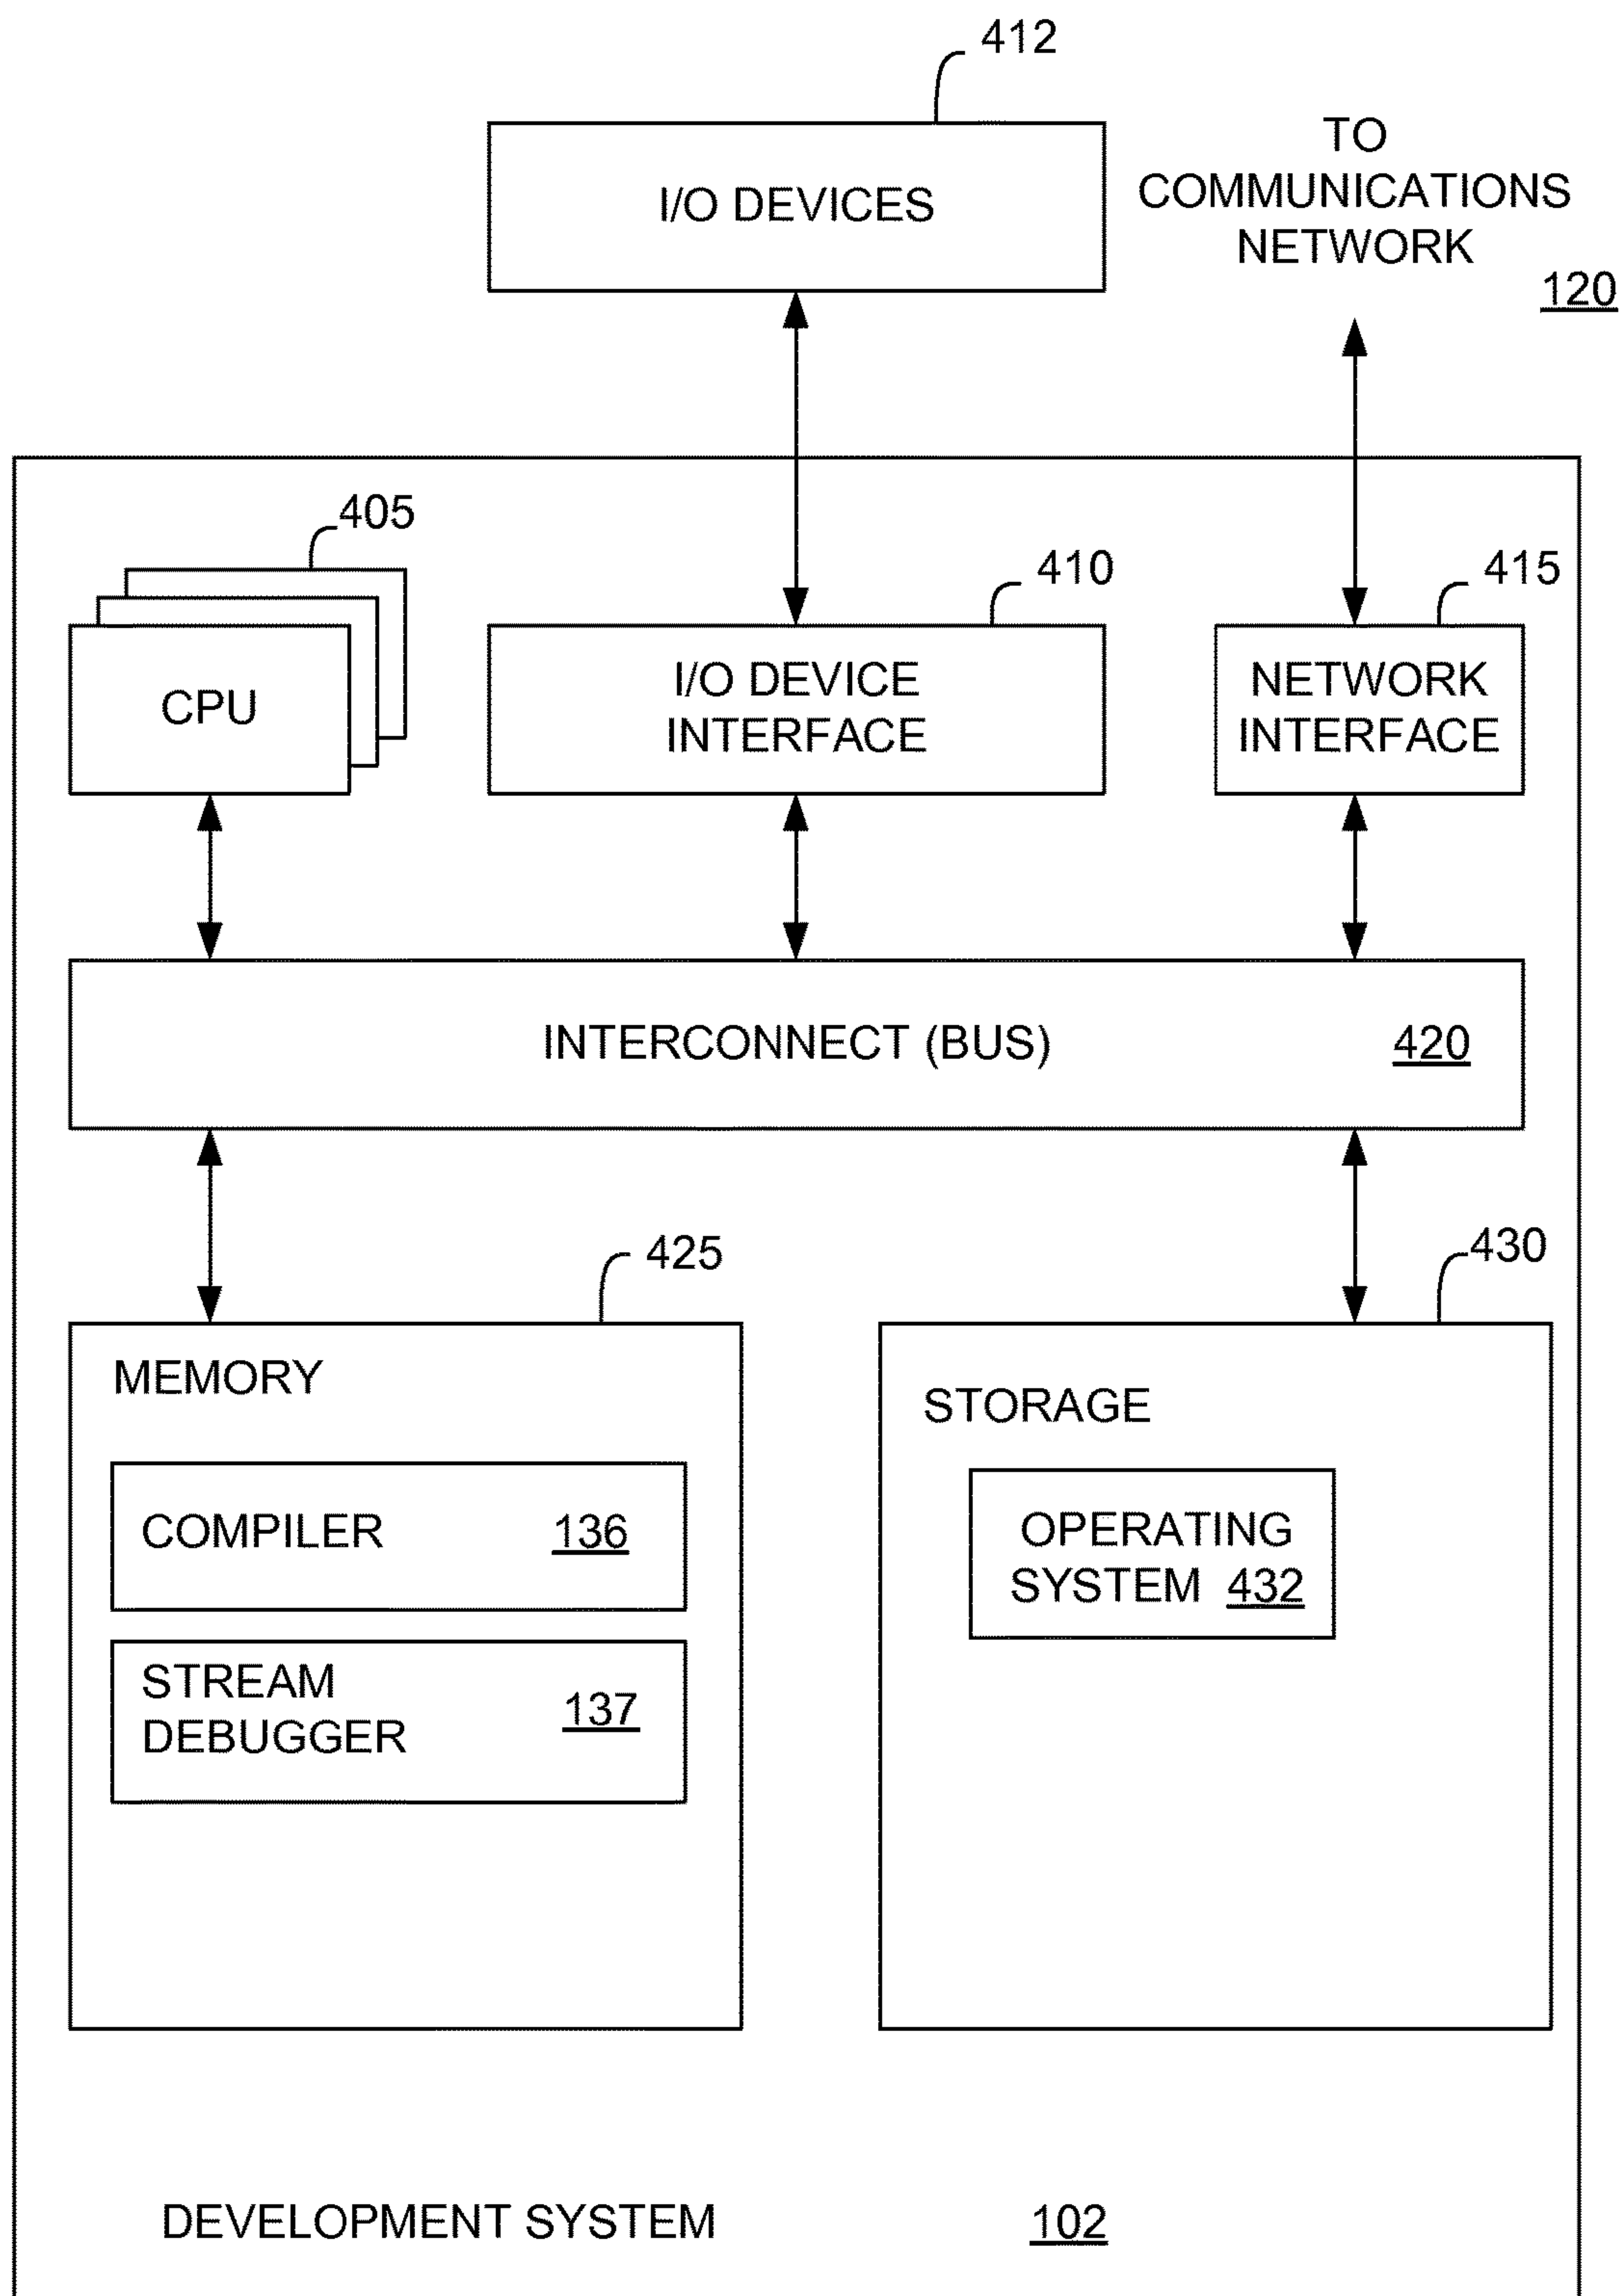 412
I/O DEVICES
TO
COMMUNICATIONS
NETWORK
120
405
410
415
CPU
I/O DEVICE
INTERFACE
NETWORK
INTERFACE
INTERCONNECT (BUS) 420
425
430
MEMORY
COMPILER 136
STREAM
DEBUGGER
137
STORAGE
OPERATING
SYSTEM 432
DEVELOPMENT SYSTEM 102